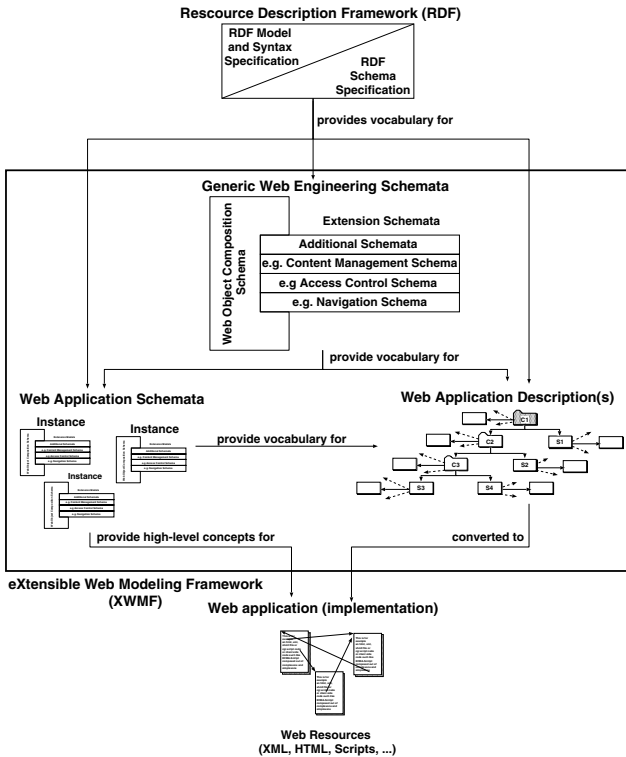 Rescource Description Framework (RDF)
RDF Model
and Syntax
Specification
RDF
Schema
Specification
provides vocabulary for
Generic Web Engineering Schemata
Web Object Composition
Schema
Extension Schemata
Additional Schemata
e.g. Content Management Schema
e.g Access Control Schema
e.g. Navigation Schema
provide vocabulary for
Web Application Schemata
Web Application Description(s)
Instance
Instance
Instance
provide vocabulary for
C1
C2
S1
C3
S2
S3
S4
provide high-level concepts for
converted to
eXtensible Web Modeling Framework
(XWMF)
Web application (implementation)
Web Resources
(XML, HTML, Scripts, ...)